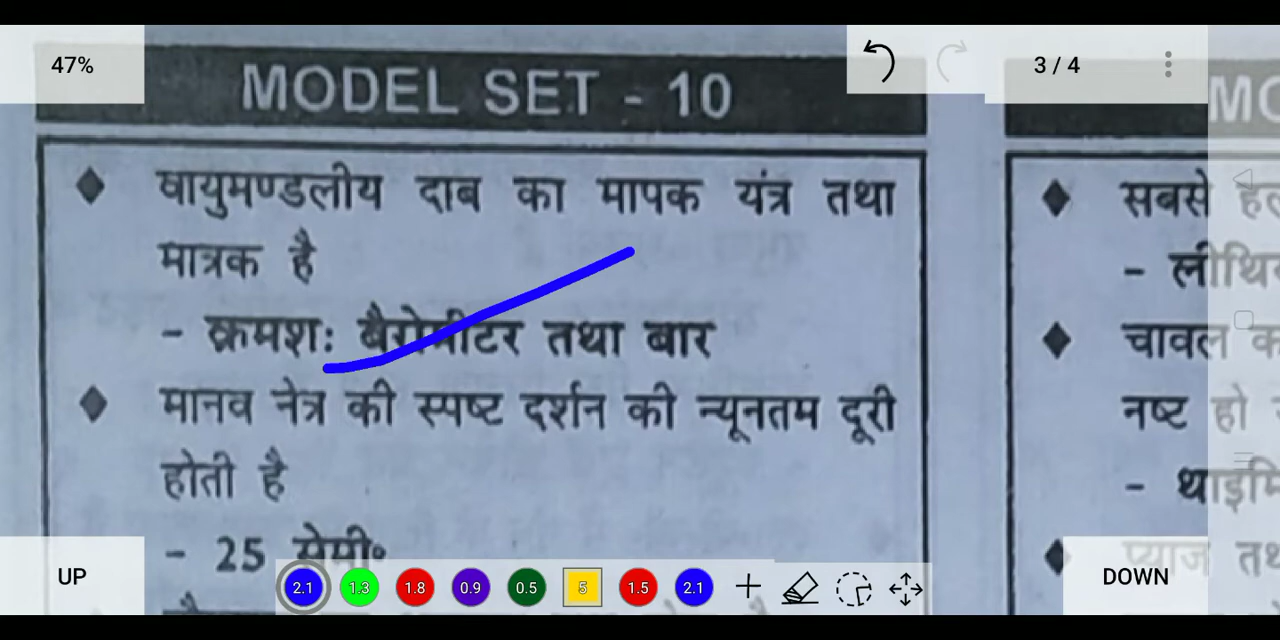 47%
3 / 4
MODEL SET - 10
वायुमण्डलीय दाब का मापक यंत्र तथा
मात्रक है
- क्रमशः बैरोमीटर तथा बार
मानव नेत्र की स्पष्ट दर्शन की न्यूनतम दूरी
होती है
- 25 सेमी॰
सबसे
चावल
नष्ट हो
प्याज
UP
2.1 1.3 1.8 0.9 0.5 5 1.5 2.1
DOWN